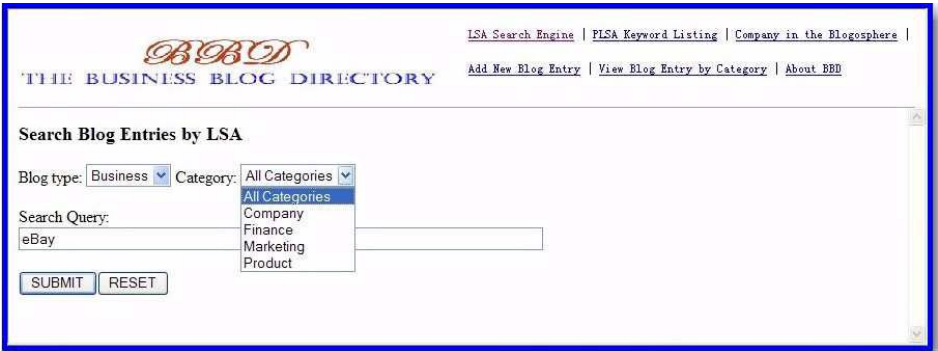 BBD
THE BUSINESS BLOG DIRECTORY
LSA Search Engine | PLSA Keyword Listing | Company in the Blogosphere |
Add New Blog Entry | View Blog Entry by Category | About BBD
Search Blog Entries by LSA
Blog type: Business Category: All Categories
All Categories
Company
Finance
Marketing
Product
Search Query:
eBay
SUBMIT RESET